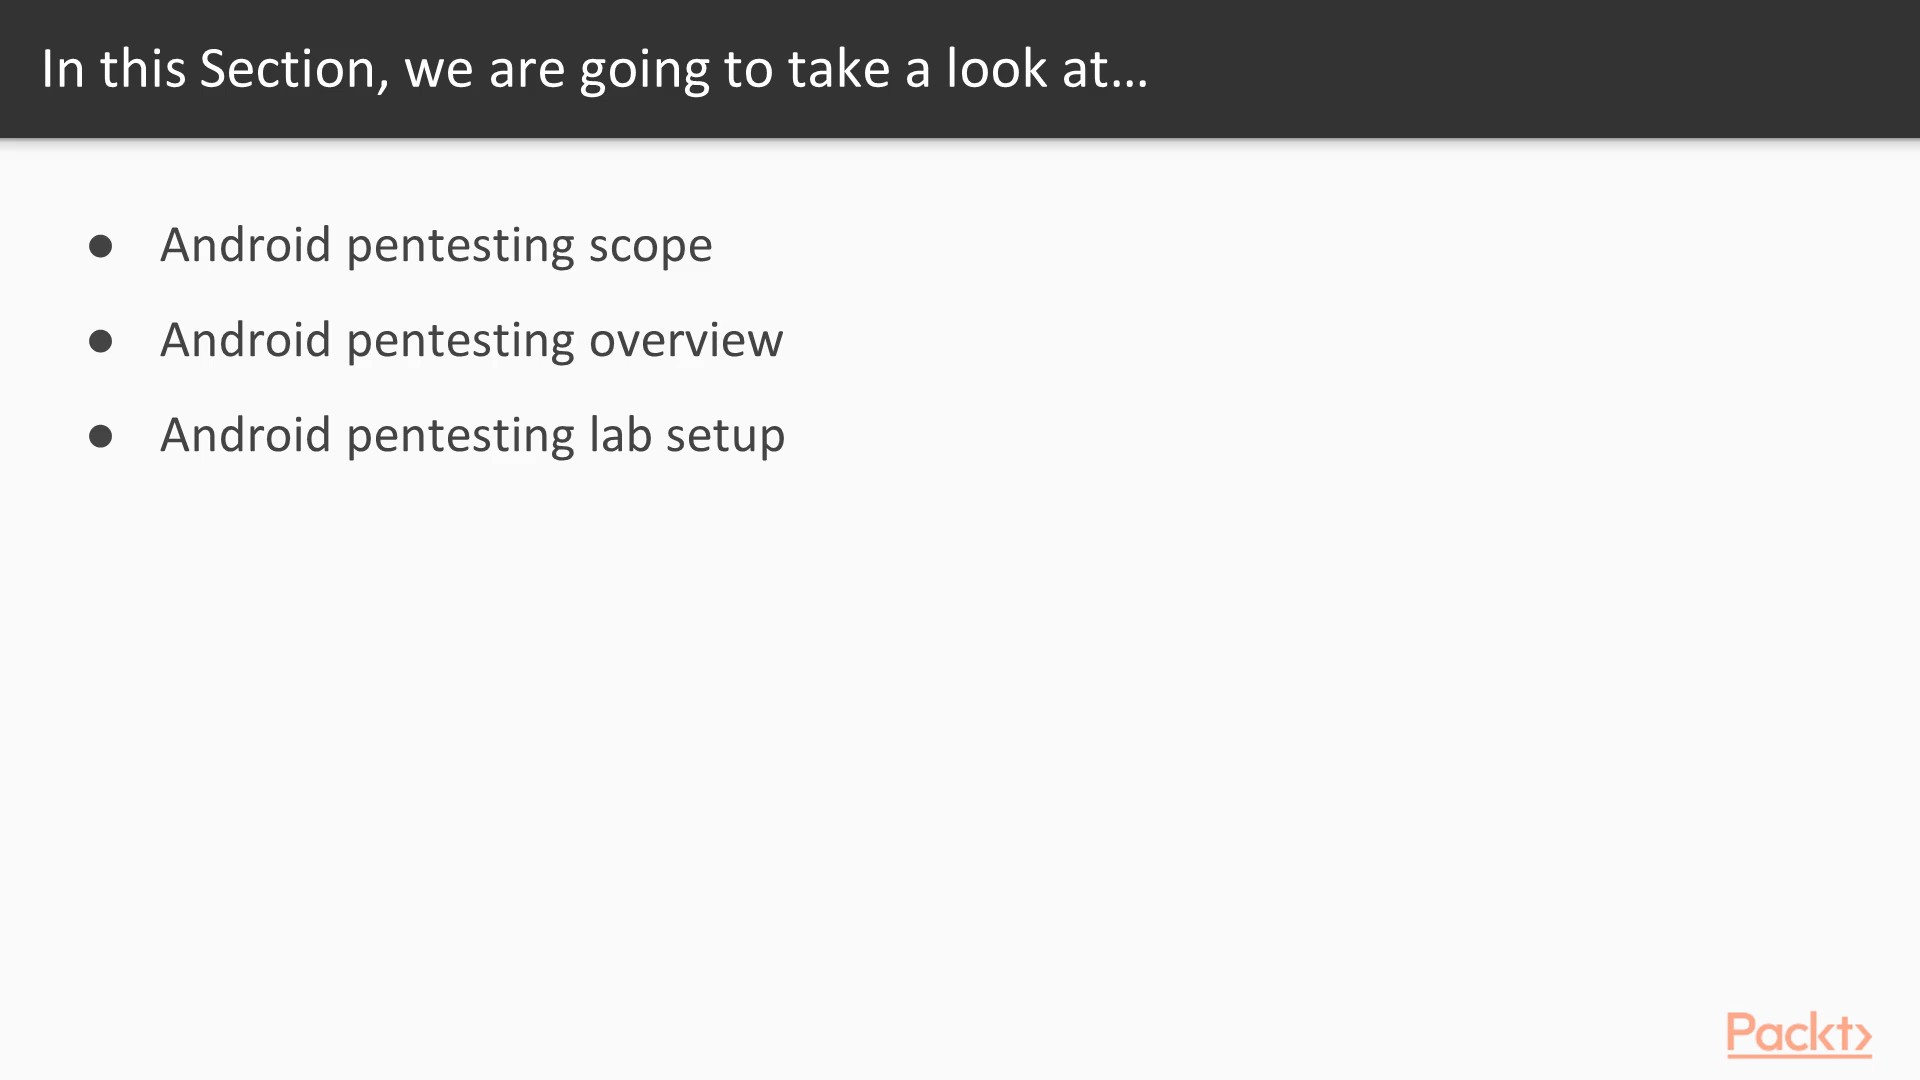 In this Section, we are going to take a look at...
● Android pentesting scope
● Android pentesting overview
● Android pentesting lab setup
Packt>